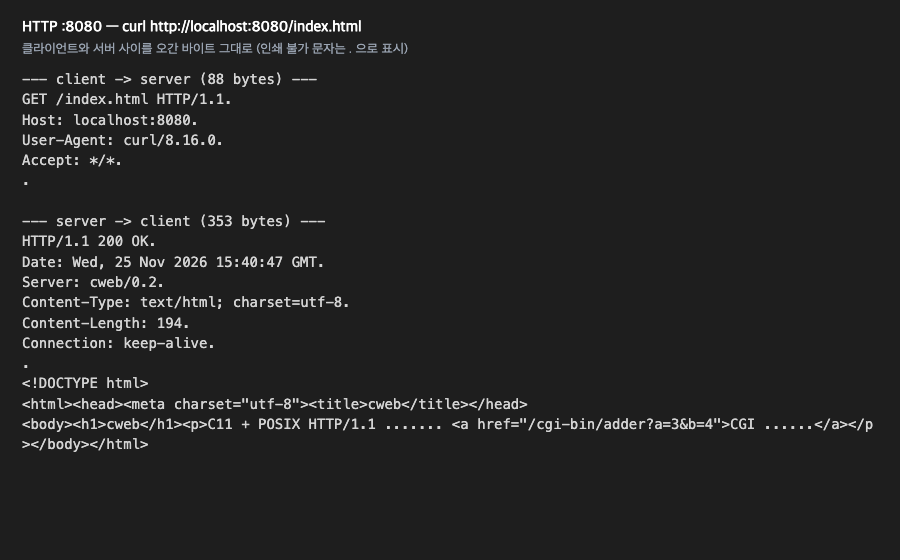 HTTP :8080 — curl http://localhost:8080/index.html
클라이언트와 서버 사이를 오간 바이트 그대로 (인쇄 불가 문자는 . 으로 표시)
--- client -> server (88 bytes) ---
GET /index.html HTTP/1.1.
Host: localhost:8080.
User-Agent: curl/8.16.0.
Accept: */*.
.
--- server -> client (353 bytes) ---
HTTP/1.1 200 OK.
Date: Wed, 25 Nov 2026 15:40:47 GMT.
Server: cweb/0.2.
Content-Type: text/html; charset=utf-8.
Content-Length: 194.
Connection: keep-alive.
.
<!DOCTYPE html>
<html><head><meta charset="utf-8"><title>cweb</title></head>
<body><h1>cweb</h1><p>C11 + POSIX HTTP/1.1 ....... <a href="/cgi-bin/adder?a=3&b=4">CGI ......</a></p
></body></html>